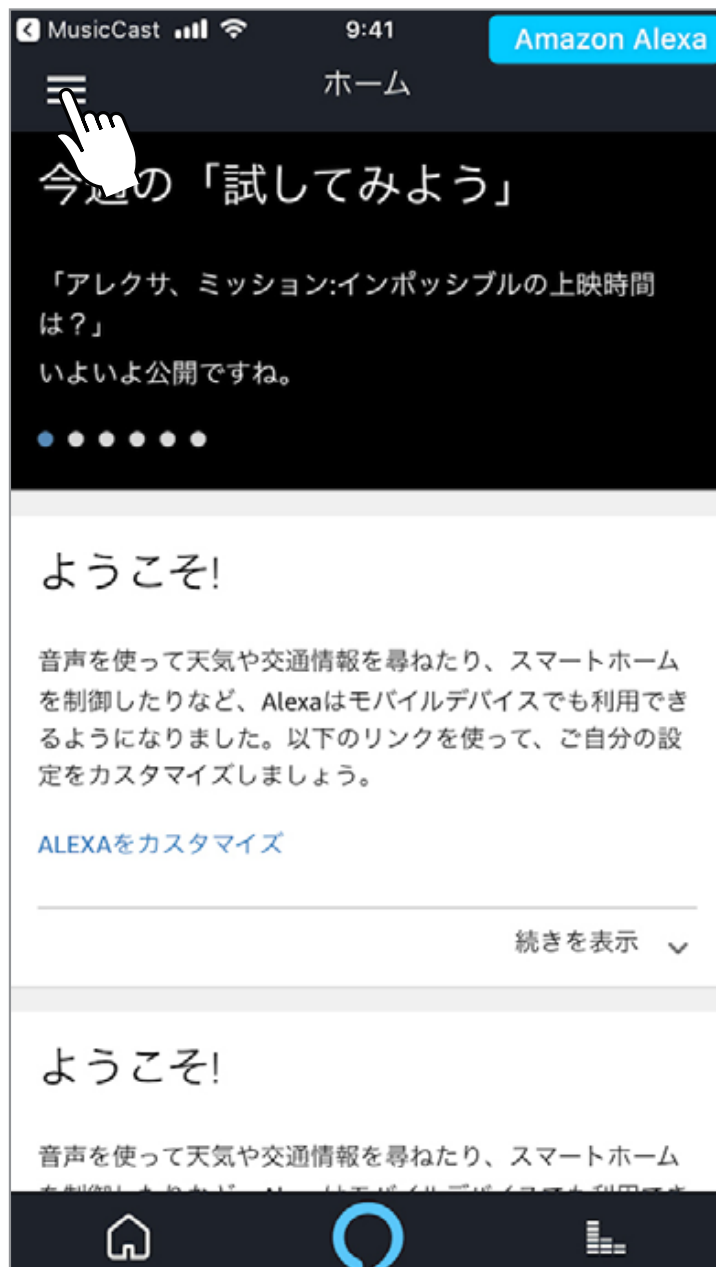 MusicCast 9:41 Amazon Alexa
ホーム
今週の「試してみよう」
「アレクサ、ミッション:インポッシブルの上映時間
は？」
いよいよ公開ですね。
ようこそ!
音声を使って天気や交通情報を尋ねたり、スマートホーム
を制御したりなど、Alexaはモバイルデバイスでも利用でき
るようになりました。以下のリンクを使って、ご自分の設
定をカスタマイズしましょう。
ALEXAをカスタマイズ
続きを表示
ようこそ!
音声を使って天気や交通情報を尋ねたり、スマートホーム